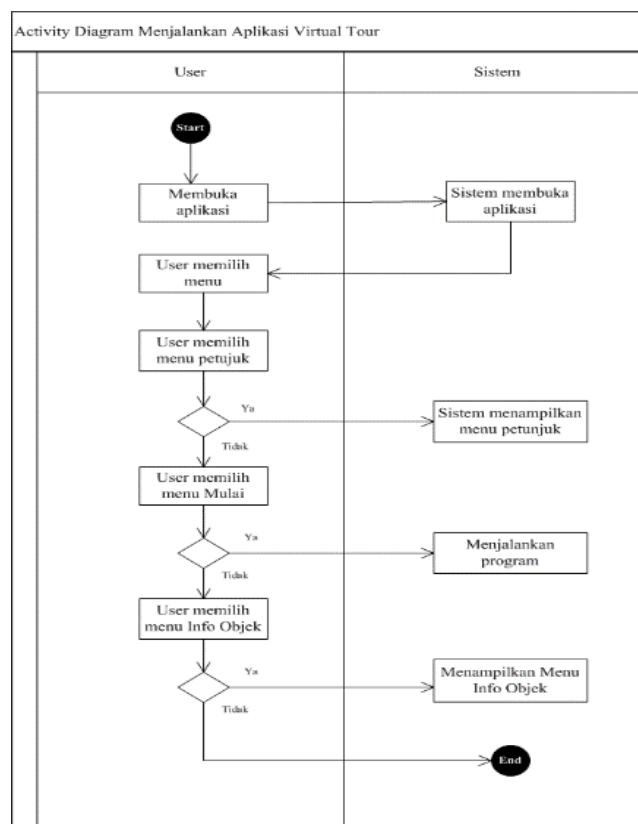 Activity Diagram Menjalankan Aplikasi Virtual Tour
User
Sistem
Start
Membuka
aplikasi
Sistem membuka
aplikasi
User memilih
menu
User memilih
menu petujuk
Ya
Sistem menampilkan
menu petunjuk
Tidak
User memilih
menu Mulai
Ya
Menjalankan
program
Tidak
User memilih
menu Info Objek
Ya
Menampilkan Menu
Info Objek
Tidak
End